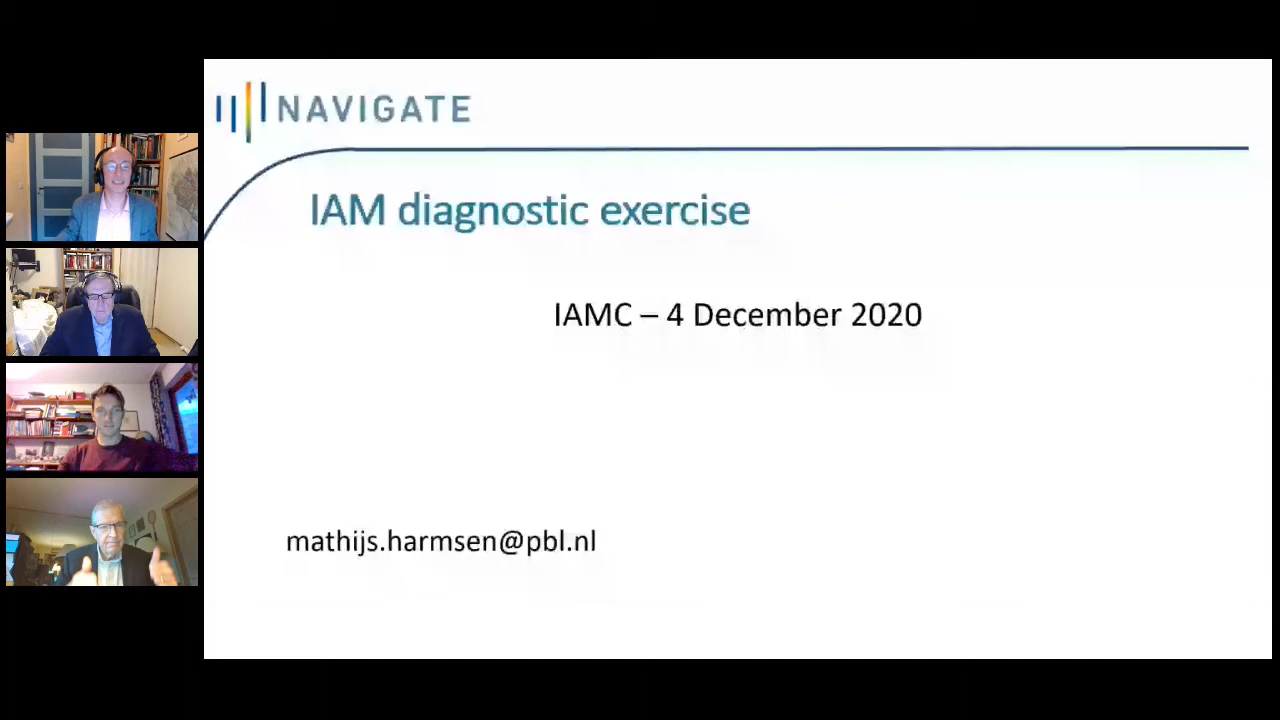 NAVIGATE
IAM diagnostic exercise
IAMC – 4 December 2020
mathijs.harmsen@pbl.nl